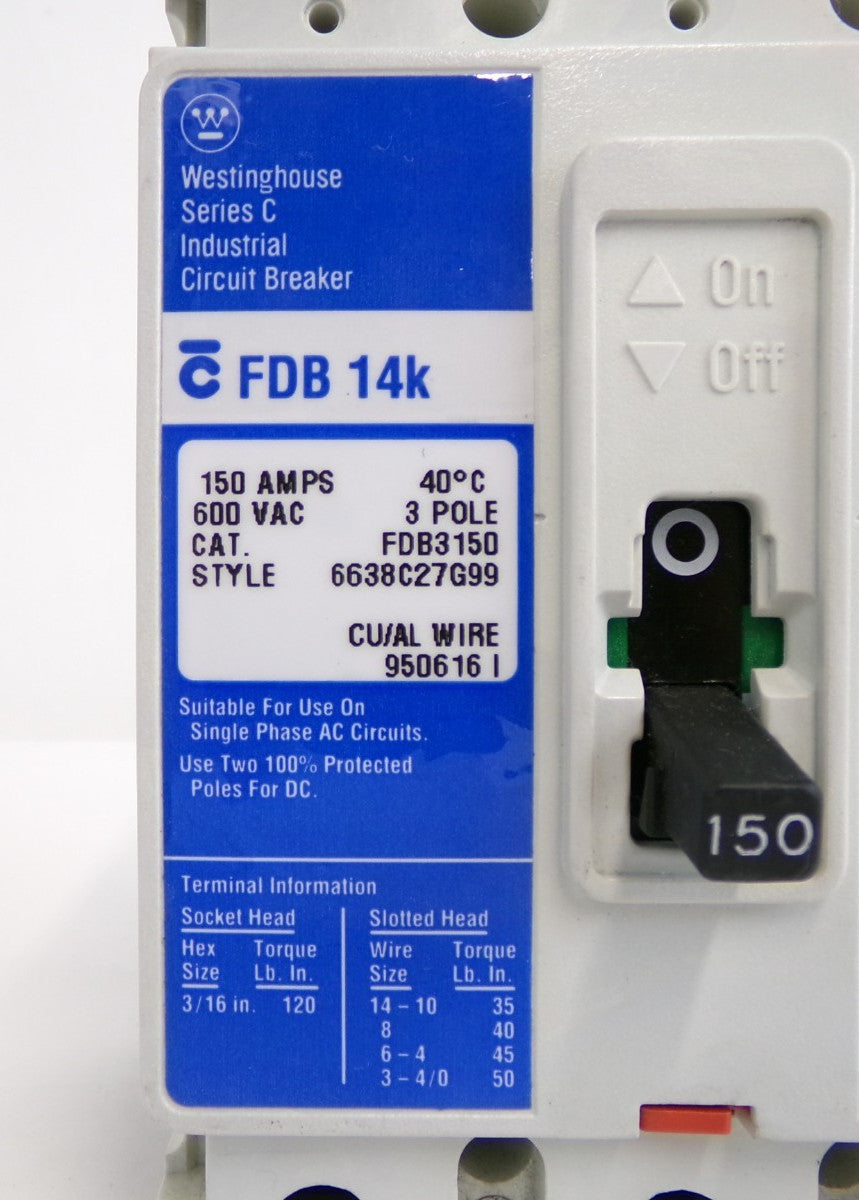 Westinghouse
Series C
Industrial
Circuit Breaker
C FDB 14k
150 AMPS 40°C
600 VAC 3 POLE
CAT. FDB3150
STYLE 6638C27G99
CU/AL WIRE
950616 I
Suitable For Use On
Single Phase AC Circuits.
Use Two 100% Protected
Poles For DC.
Terminal Information
Socket Head
Hex Torque
Size Lb. In.
3/16 in. 120
Slotted Head
Wire Torque
Size Lb. In.
14 – 10 35
8 40
6 – 4 45
3 – 4/0 50
On
Off
O
150